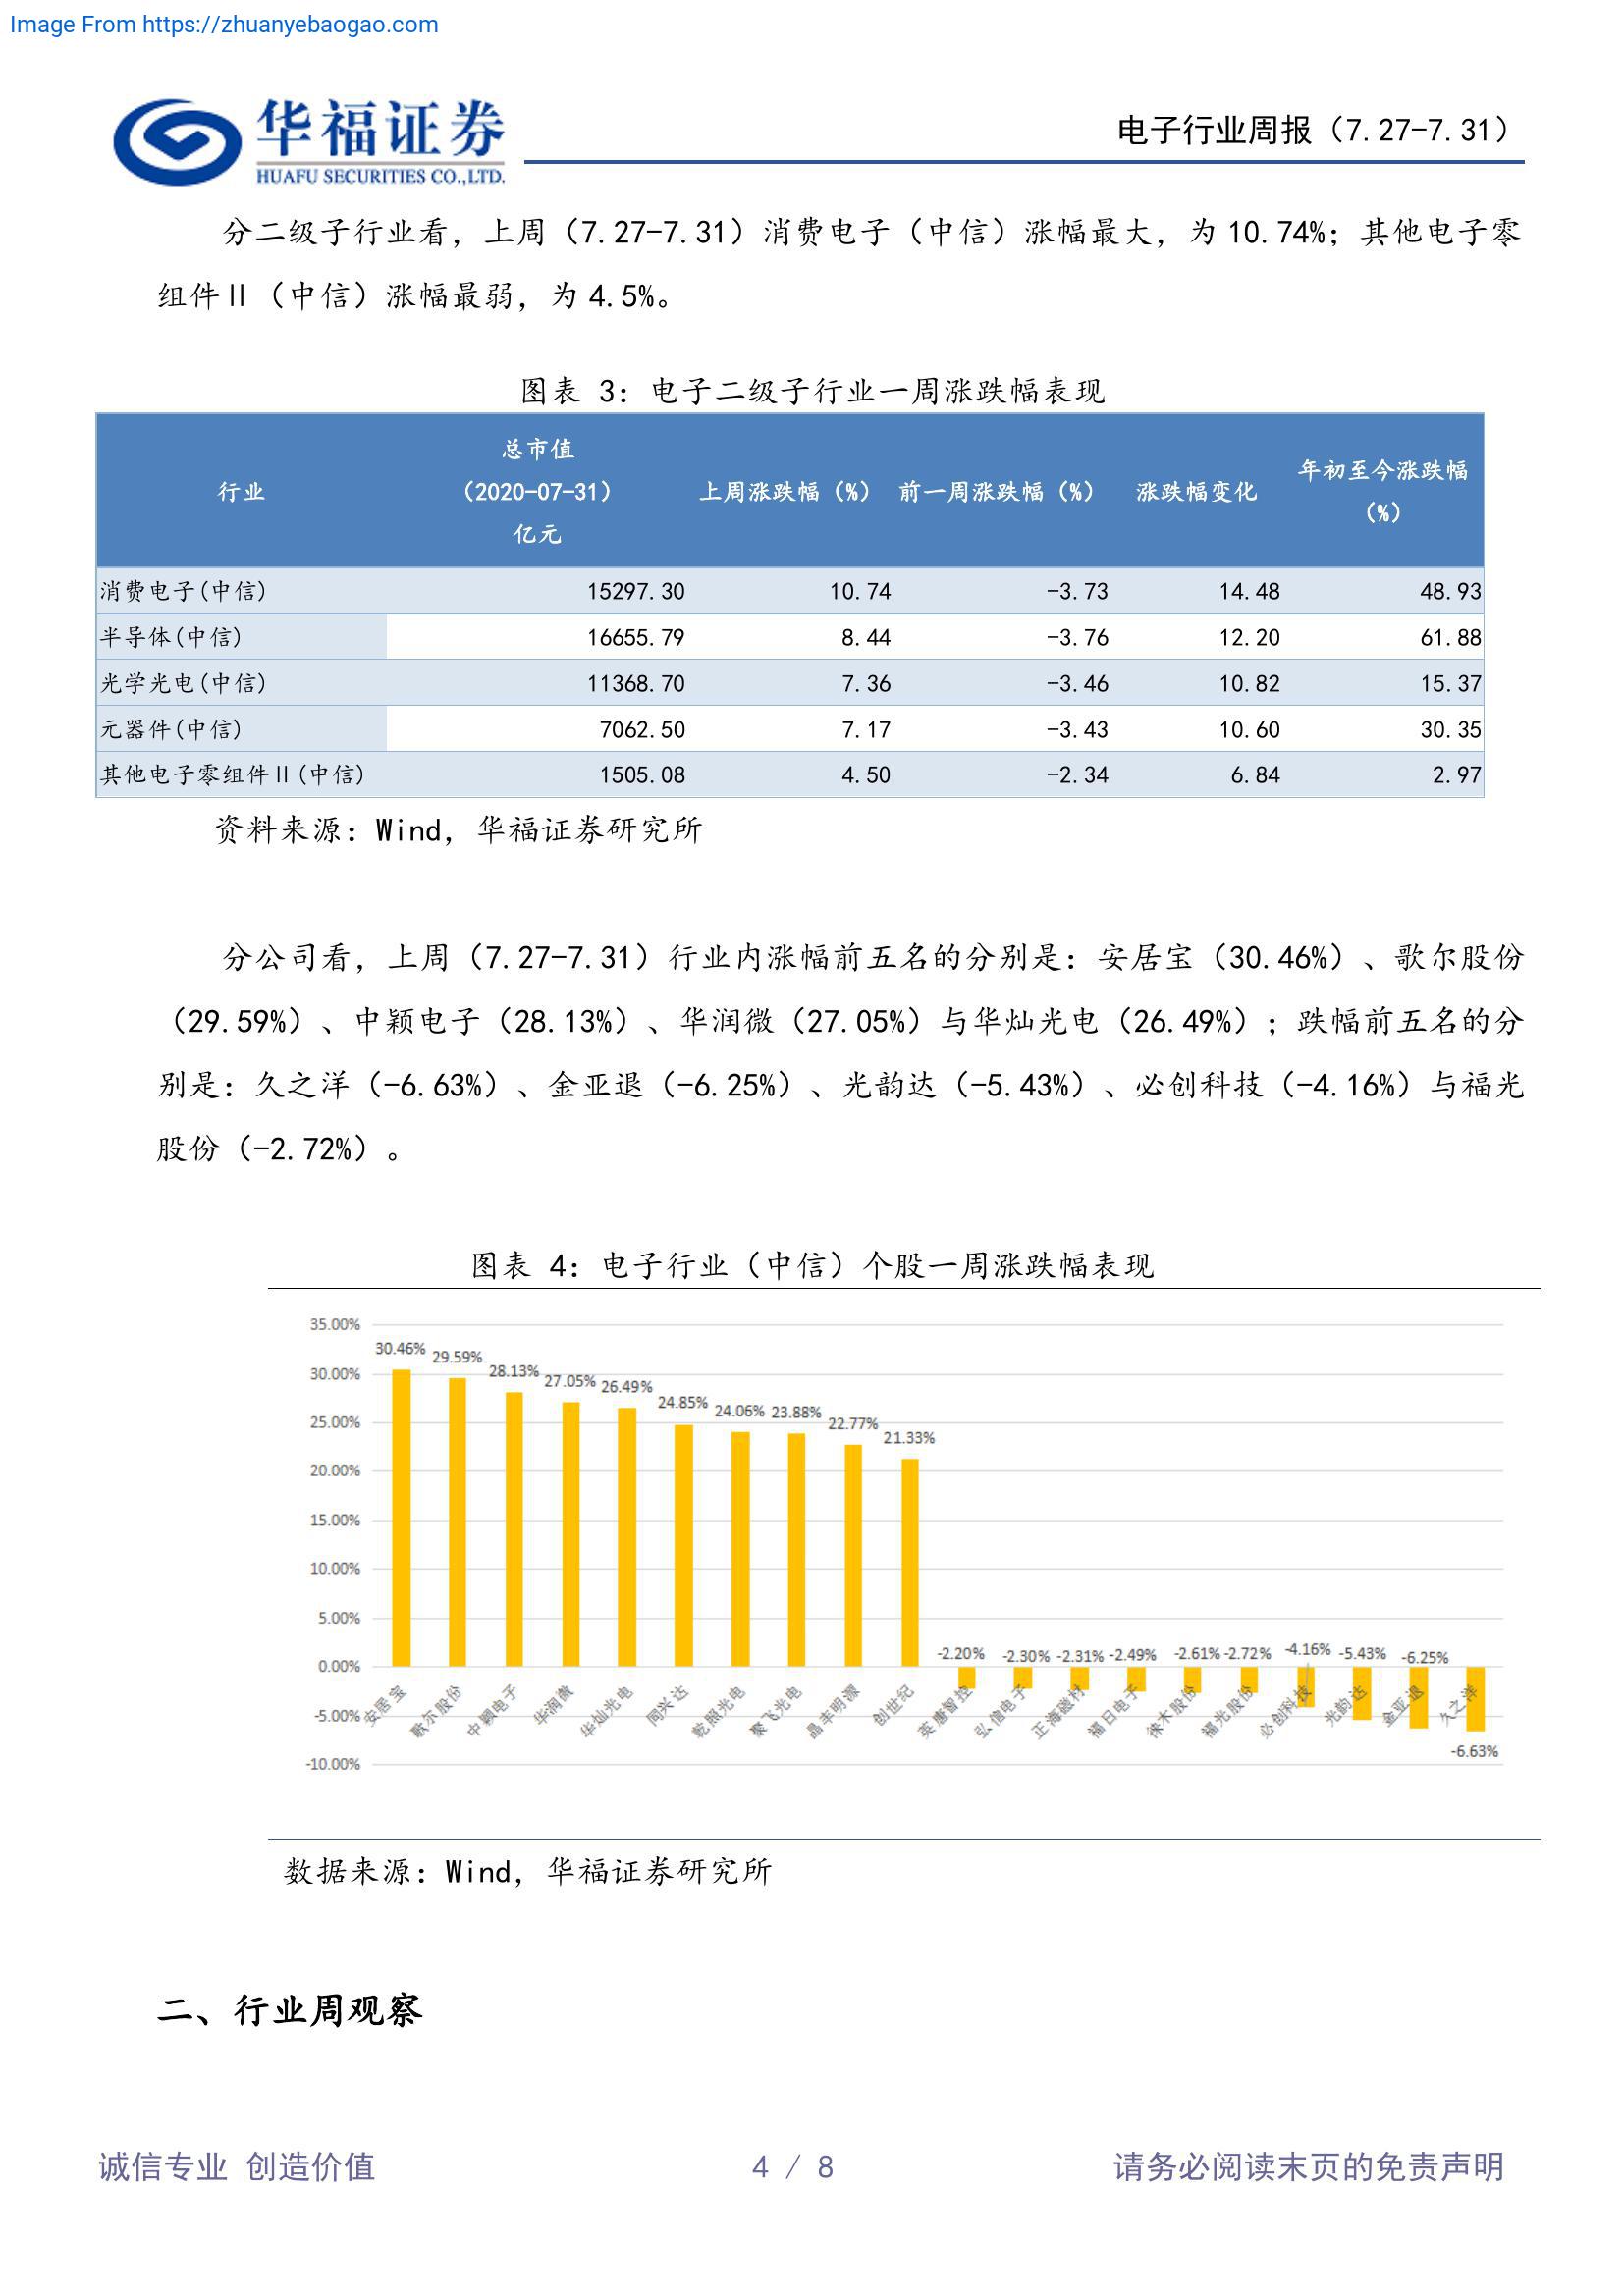 Image From https://zhuanyebaogao.com
华福证券
HUAFU SECURITIES CO.,LTD.
电子行业周报（7.27-7.31）
分二级子行业看，上周（7.27-7.31）消费电子（中信）涨幅最大，为 10.74%；其他电子零
组件Ⅱ（中信）涨幅最弱，为 4.5%。
图表 3：电子二级子行业一周涨跌幅表现
行业 总市值（2020-07-31）亿元 上周涨跌幅（%） 前一周涨跌幅（%） 涨跌幅变化 年初至今涨跌幅（%）
消费电子(中信) 15297.30 10.74 -3.73 14.48 48.93
半导体(中信) 16655.79 8.44 -3.76 12.20 61.88
光学光电(中信) 11368.70 7.36 -3.46 10.82 15.37
元器件(中信) 7062.50 7.17 -3.43 10.60 30.35
其他电子零组件Ⅱ(中信) 1505.08 4.50 -2.34 6.84 2.97
资料来源：Wind，华福证券研究所
分公司看，上周（7.27-7.31）行业内涨幅前五名的分别是：安居宝（30.46%）、歌尔股份
（29.59%）、中颖电子（28.13%）、华润微（27.05%）与华灿光电（26.49%）；跌幅前五名的分
别是：久之洋（-6.63%）、金亚退（-6.25%）、光韵达（-5.43%）、必创科技（-4.16%）与福光
股份（-2.72%）。
图表 4：电子行业（中信）个股一周涨跌幅表现
35.00%
30.00%
25.00%
20.00%
15.00%
10.00%
5.00%
0.00%
-5.00%
-10.00%
30.46% 29.59% 28.13% 27.05% 26.49% 24.85% 24.06% 23.88% 22.77% 21.33% -2.20% -2.30% -2.31% -2.49% -2.61% -2.72% -4.16% -5.43% -6.25% -6.63%
安居宝 歌尔股份 中颖电子 华润微 华灿光电 同兴达 乾照光电 聚飞光电 晶丰明源 创世纪 英唐智控 弘信电子 正海磁材 福日电子 徕木股份 福光股份 必创科技 光韵达 金亚退 久之洋
数据来源：Wind，华福证券研究所
二、行业周观察
诚信专业 创造价值
4 / 8
请务必阅读末页的免责声明